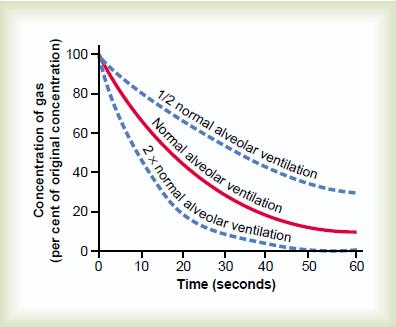 Concentration of gas
(per cent of original concentration)
100
80
60
40
20
0
1/2 normal alveolar ventilation
Normal alveolar ventilation
2 × normal alveolar ventilation
0 10 20 30 40 50 60
Time (seconds)